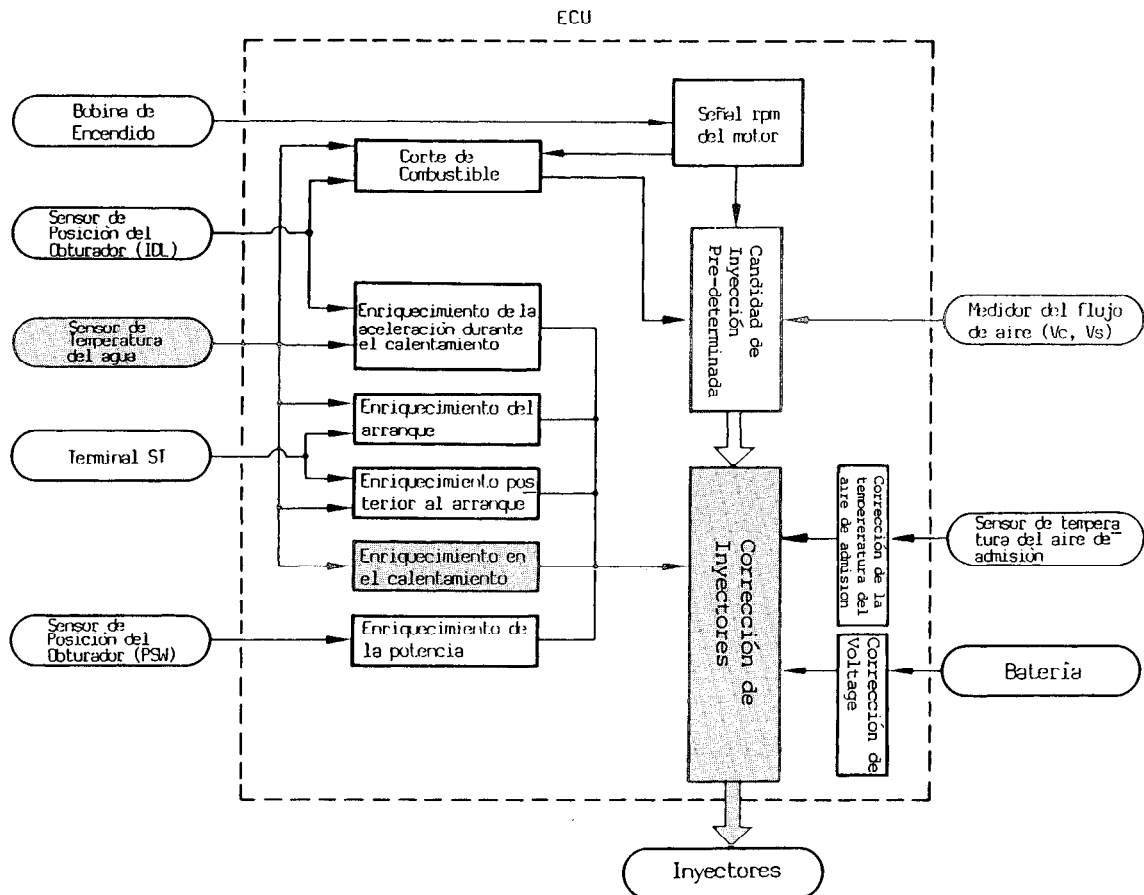 ECU
Bobina de
Encendido
Señal rpm
del motor
Corte de
Combustible
Sensor de
Posición del
Obturador (IDL)
Candidad de
Inyección
Pre-determinada
Enriquecimiento de la
aceleración durante
el calentamiento
Sensor de
Temperatura
del agua
Medidor del flujo
de aire (Vc, Vs)
Enriquecimiento del
arranque
Terminal ST
Enriquecimiento pos
terior al arranque
Corrección de
Inyectores
Corrección de la
tempereratura del
aire de admision
Sensor de tempera
tura del aire de
admisión
Enriquecimiento en
el calentamiento
Sensor de
Posición del
Obturador (PSW)
Enriquecimiento de
la potencia
Corrección de
Voltage
Batería
Inyectores